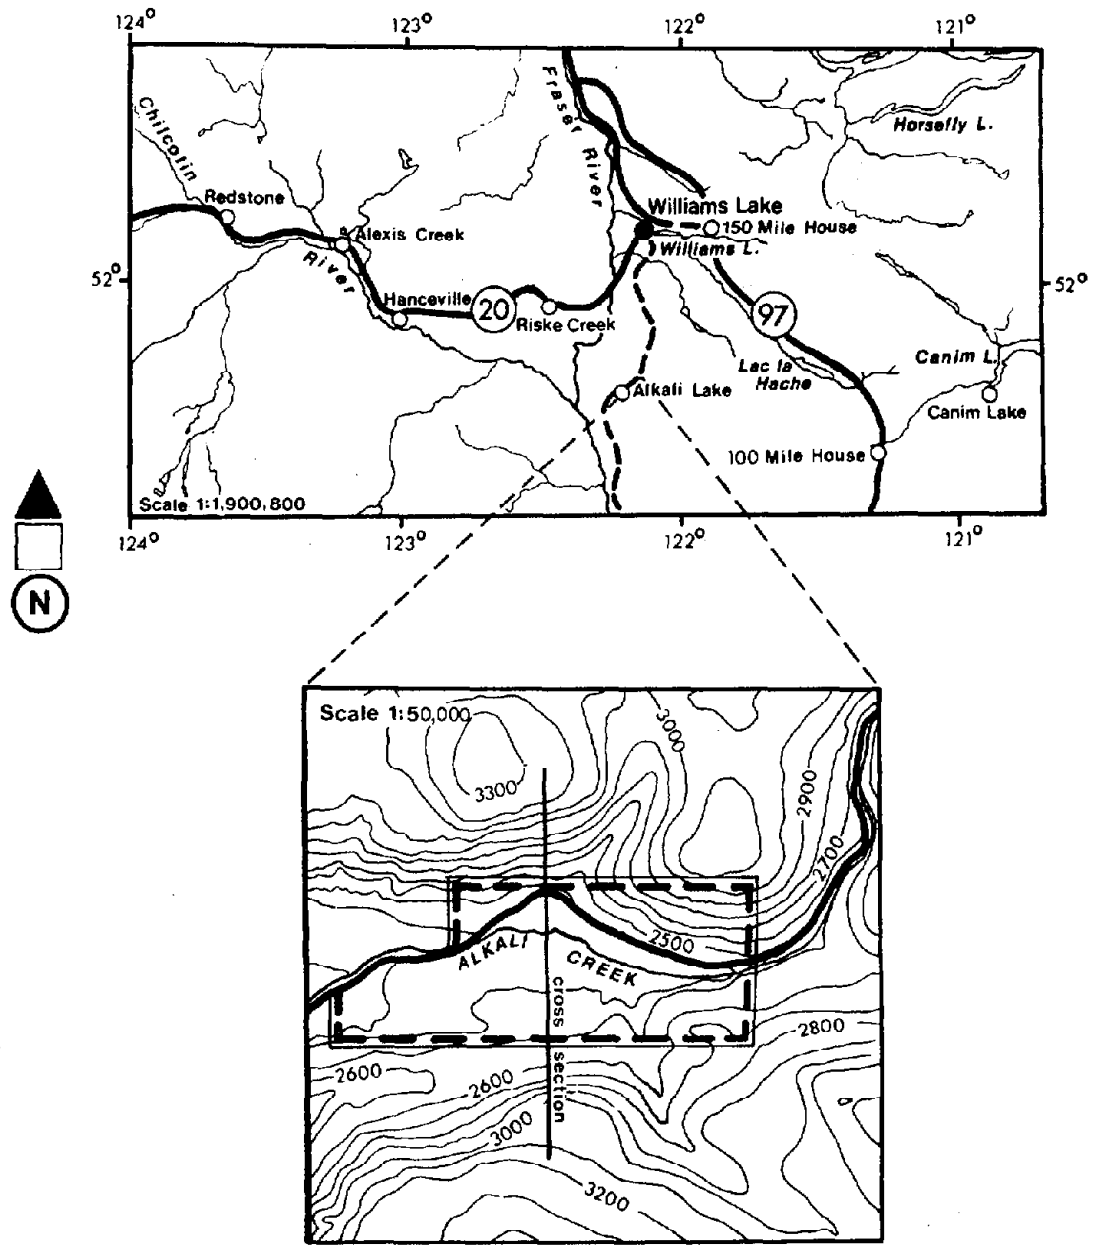 124° 123° 122° 121°
Chilcotin
Fraser River
Horsefly L.
Redstone
Williams Lake
Alexis Creek
150 Mile House
River
Williams L.
52°
52°
Hanceville
20
Riske Creek
97
Lac la
Hache
Canim L.
Alkali Lake
Canim Lake
100 Mile House
Scale 1:1,900,800
124° 123° 122° 121°
N
Scale 1:50,000
3000
3300
2900
2700
2500
ALKALI CREEK
cross section
2800
2600
2600
3000
3200